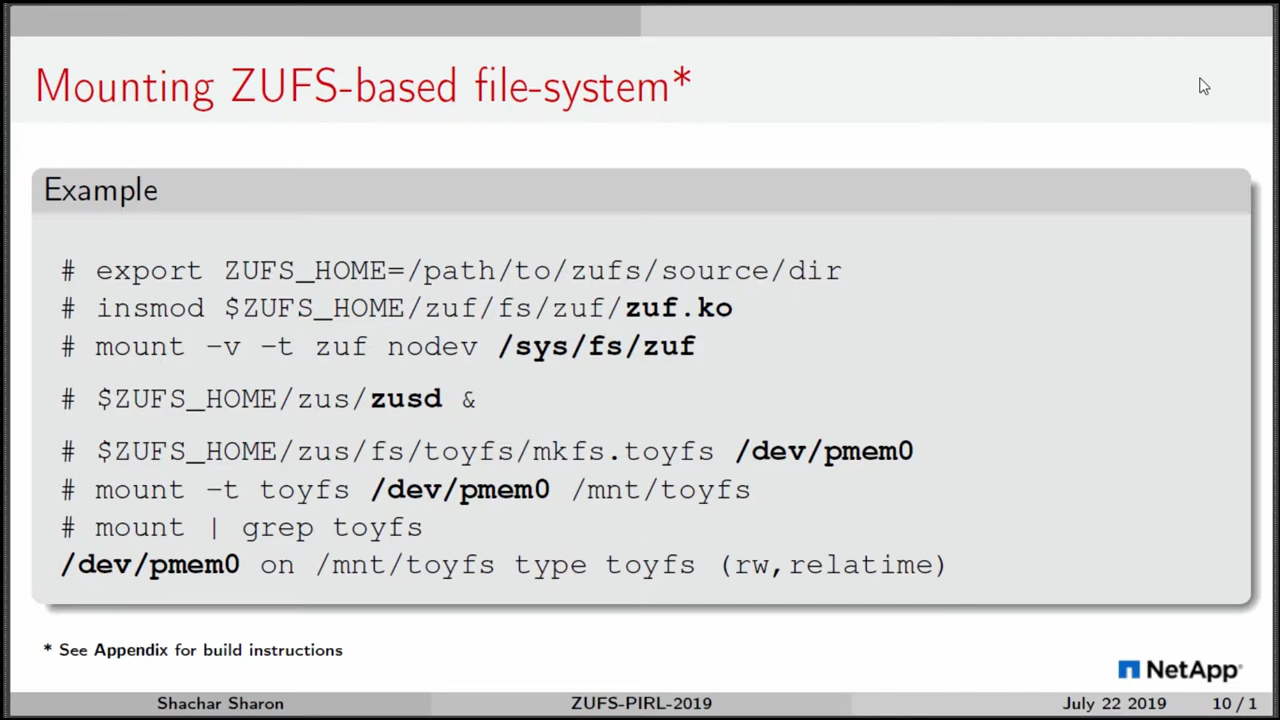 Mounting ZUFS-based file-system*
Example
# export ZUFS_HOME=/path/to/zufs/source/dir
# insmod $ZUFS_HOME/zuf/fs/zuf/zuf.ko
# mount -v -t zuf nodev /sys/fs/zuf
# $ZUFS_HOME/zus/zusd &
# $ZUFS_HOME/zus/fs/toyfs/mkfs.toyfs /dev/pmem0
# mount -t toyfs /dev/pmem0 /mnt/toyfs
# mount | grep toyfs
/dev/pmem0 on /mnt/toyfs type toyfs (rw,relatime)
* See Appendix for build instructions
NetApp
Shachar Sharon ZUFS-PIRL-2019 July 22 2019 10 / 1